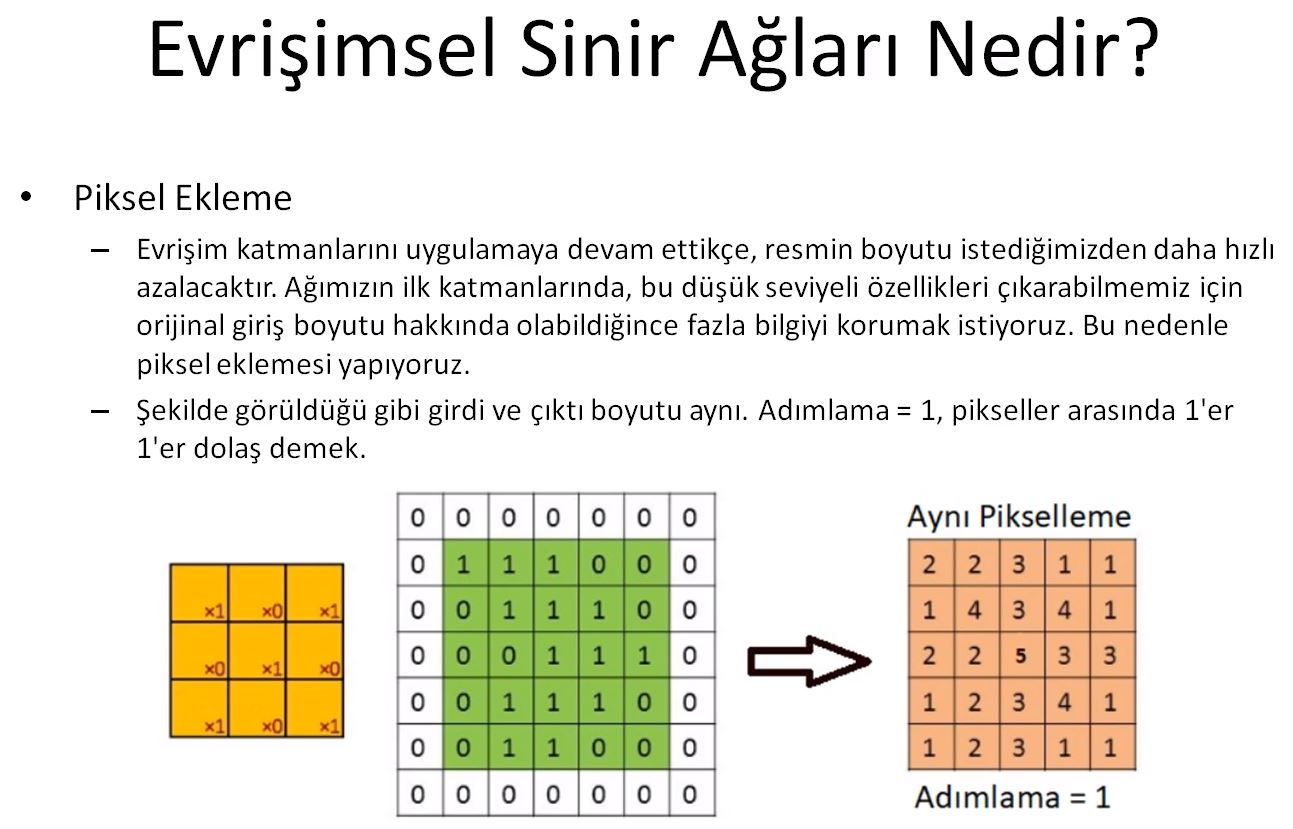 Evrişimsel Sinir Ağları Nedir?
• Piksel Ekleme
– Evrişim katmanlarını uygulamaya devam ettikçe, resmin boyutu istediğimizden daha hızlı
azalacaktır. Ağımızın ilk katmanlarında, bu düşük seviyeli özellikleri çıkarabilmemiz için
orijinal giriş boyutu hakkında olabildiğince fazla bilgiyi korumak istiyoruz. Bu nedenle
piksel eklemesi yapıyoruz.
– Şekilde görüldüğü gibi girdi ve çıktı boyutu aynı. Adımlama = 1, pikseller arasında 1'er
1'er dolaş demek.
×1 ×0 ×1
×0 ×1 ×0
×1 ×0 ×1
0 0 0 0 0 0 0
0 1 1 1 0 0 0
0 0 1 1 1 0 0
0 0 0 1 1 1 0
0 0 1 1 1 0 0
0 0 1 1 0 0 0
0 0 0 0 0 0 0
Aynı Pikselleme
2 2 3 1 1
1 4 3 4 1
2 2 5 3 3
1 2 3 4 1
1 2 3 1 1
Adımlama = 1